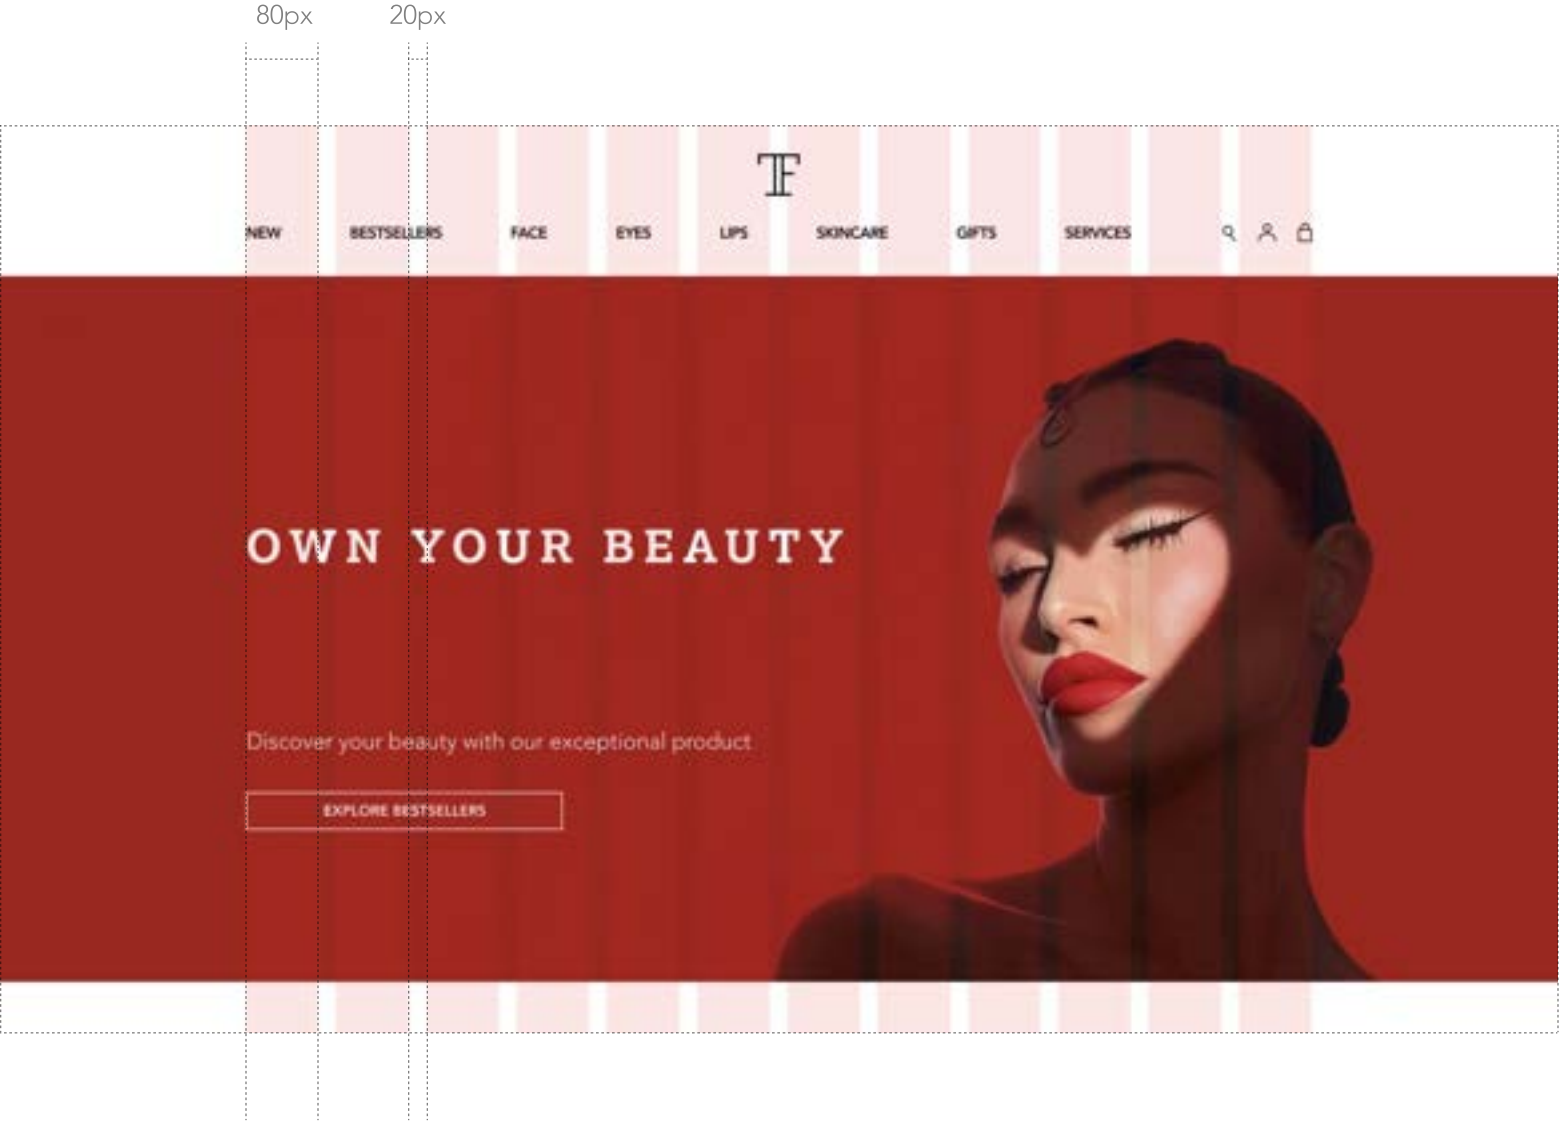 80px 20px
TF
NEW BESTSELLERS FACE EYES LIPS SKINCARE GIFTS SERVICES
OWN YOUR BEAUTY
Discover your beauty with our exceptional product
EXPLORE BESTSELLERS